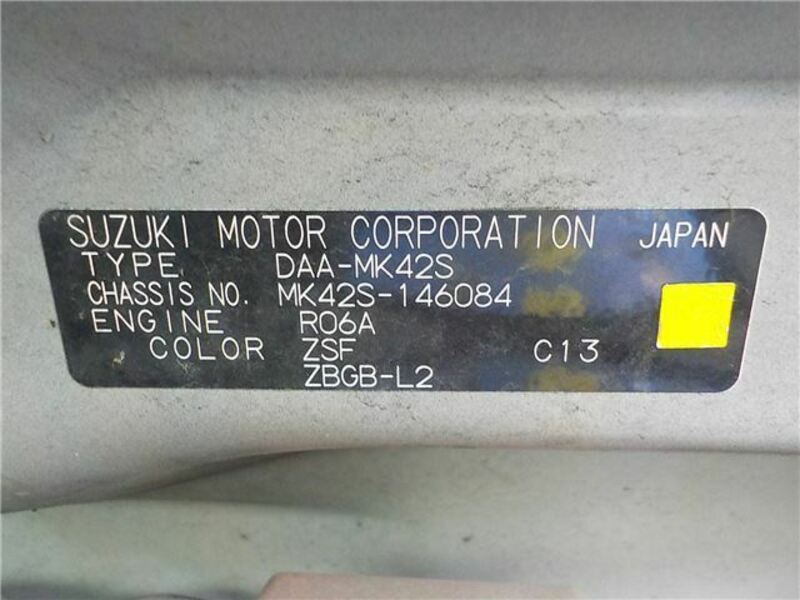 SUZUKI MOTOR CORPORATION JAPAN
TYPE DAA-MK42S
CHASSIS NO. MK42S-146084
ENGINE R06A
COLOR ZSF C13
ZBGB-L2